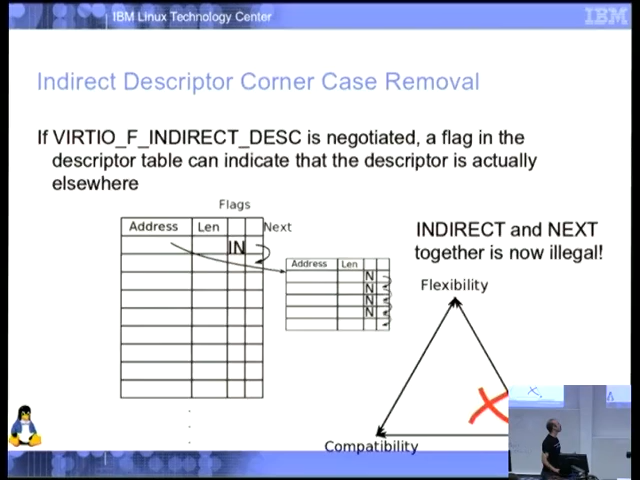 IBM Linux Technology Center
IBM
Indirect Descriptor Corner Case Removal
If VIRTIO_F_INDIRECT_DESC is negotiated, a flag in the
descriptor table can indicate that the descriptor is actually
elsewhere
Flags
Address Len
Next
IN
Address Len
N
N
N
N
INDIRECT and NEXT
together is now illegal!
Flexibility
Compatibility